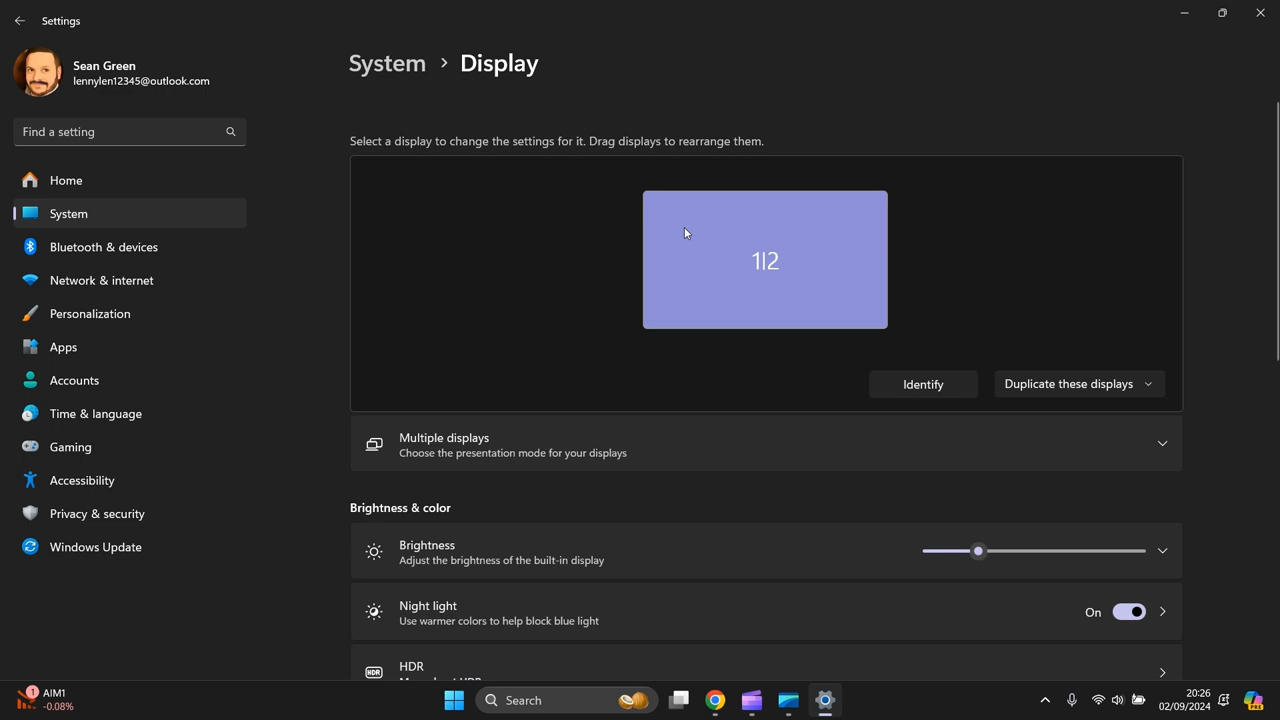 Settings
Sean Green
lennylen12345@outlook.com
Find a setting
Home
System
Bluetooth & devices
Network & internet
Personalization
Apps
Accounts
Time & language
Gaming
Accessibility
Privacy & security
Windows Update
System > Display
Select a display to change the settings for it. Drag displays to rearrange them.
1|2
Identify
Duplicate these displays
Multiple displays
Choose the presentation mode for your displays
Brightness & color
Brightness
Adjust the brightness of the built-in display
Night light
Use warmer colors to help block blue light
On
HDR
HDR
1
AIM1
-0.08%
Search
20:26
02/09/2024
PRE